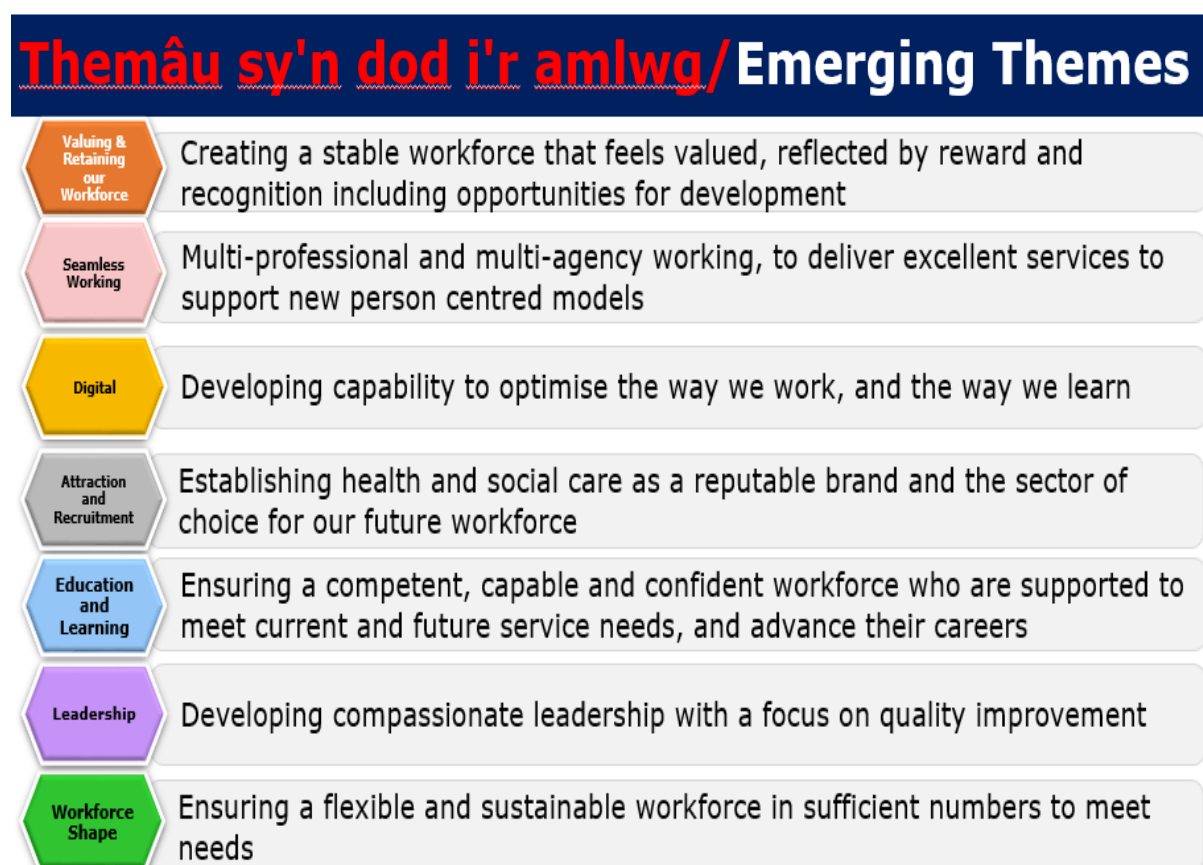 Themâu sy'n dod i'r amlwg/Emerging Themes
Valuing &
Retaining
our
Workforce
Creating a stable workforce that feels valued, reflected by reward and
recognition including opportunities for development
Seamless
Working
Multi-professional and multi-agency working, to deliver excellent services to
support new person centred models
Digital
Developing capability to optimise the way we work, and the way we learn
Attraction
and
Recruitment
Establishing health and social care as a reputable brand and the sector of
choice for our future workforce
Education
and
Learning
Ensuring a competent, capable and confident workforce who are supported to
meet current and future service needs, and advance their careers
Leadership
Developing compassionate leadership with a focus on quality improvement
Workforce
Shape
Ensuring a flexible and sustainable workforce in sufficient numbers to meet
needs